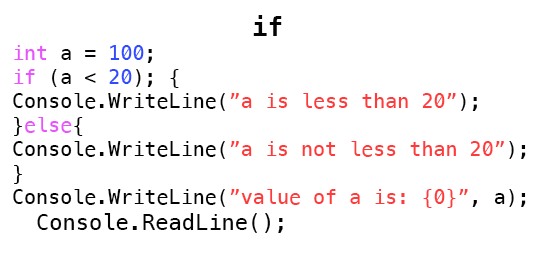 if
int a = 100;
if (a < 20); {
Console.WriteLine(”a is less than 20”);
}else{
Console.WriteLine(”a is not less than 20”);
}
Console.WriteLine(”value of a is: {0}”, a);
Console.ReadLine();